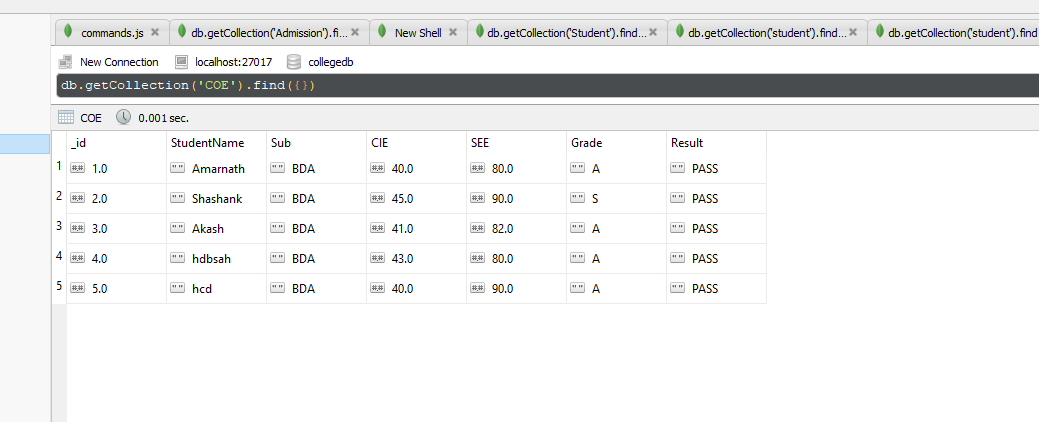 commands.js db.getCollection('Admission').fi... New Shell db.getCollection('Student').find... db.getCollection('student').find... db.getCollection('student').find
New Connection localhost:27017 collegedb
db.getCollection('COE').find({})
COE 0.001 sec.
_id StudentName Sub CIE SEE Grade Result
1 ## 1.0 "" Amarnath "" BDA ## 40.0 ## 80.0 "" A "" PASS
2 ## 2.0 "" Shashank "" BDA ## 45.0 ## 90.0 "" S "" PASS
3 ## 3.0 "" Akash "" BDA ## 41.0 ## 82.0 "" A "" PASS
4 ## 4.0 "" hdbsah "" BDA ## 43.0 ## 80.0 "" A "" PASS
5 ## 5.0 "" hcd "" BDA ## 40.0 ## 90.0 "" A "" PASS